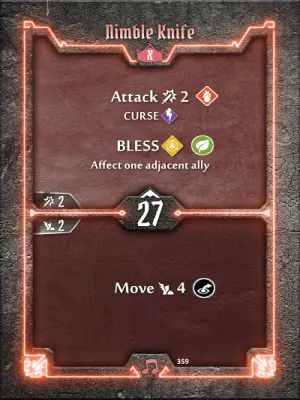 Nimble Knife
X
Attack 2
CURSE
BLESS
Affect one adjacent ally
2
27
2
Move 4
359